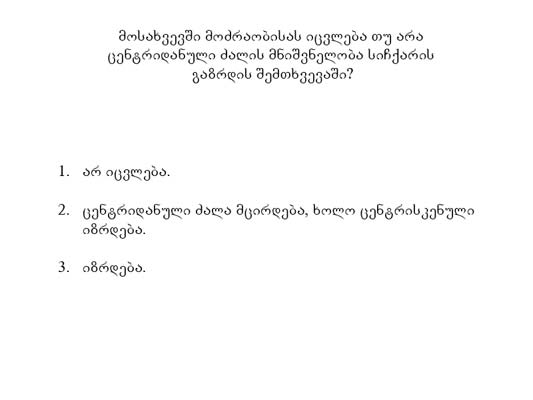 მოსახვევში მოძრაობისას იცვლება თუ არა
ცენტრიდანული ძალის მნიშვნელობა სიჩქარის
გაზრდის შემთხვევაში?
1. არ იცვლება.
2. ცენტრიდანული ძალა მცირდება, ხოლო ცენტრისკენული
იზრდება.
3. იზრდება.